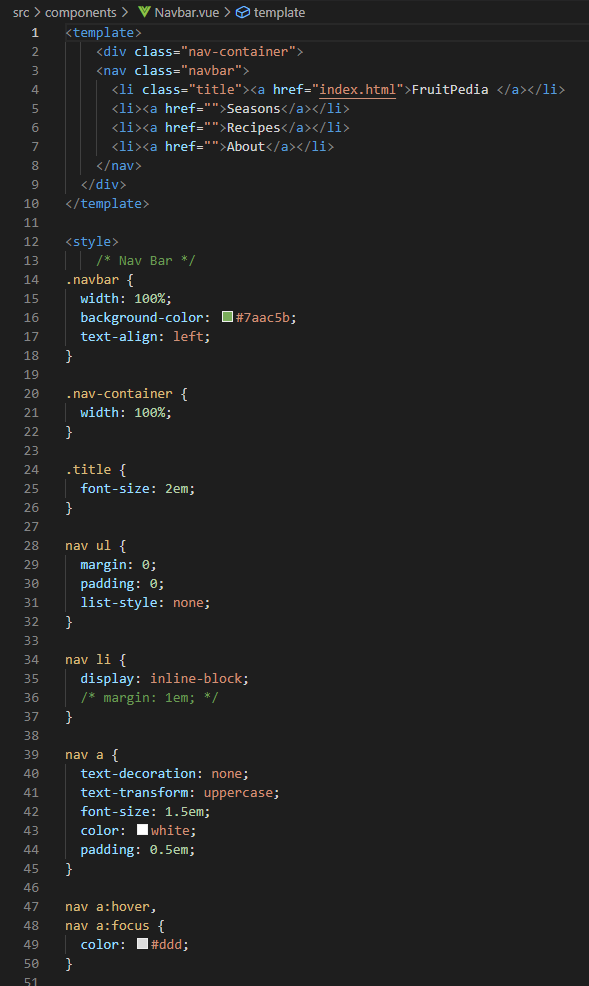 src > components > Navbar.vue > template
1 <template>
2     <div class="nav-container">
3     <nav class="navbar">
4       <li class="title"><a href="index.html">FruitPedia </a></li>
5       <li><a href="">Seasons</a></li>
6       <li><a href="">Recipes</a></li>
7       <li><a href="">About</a></li>
8     </nav>
9   </div>
10 </template>
11
12 <style>
13     /* Nav Bar */
14 .navbar {
15   width: 100%;
16   background-color: #7aac5b;
17   text-align: left;
18 }
19
20 .nav-container {
21   width: 100%;
22 }
23
24 .title {
25   font-size: 2em;
26 }
27
28 nav ul {
29   margin: 0;
30   padding: 0;
31   list-style: none;
32 }
33
34 nav li {
35   display: inline-block;
36   /* margin: 1em; */
37 }
38
39 nav a {
40   text-decoration: none;
41   text-transform: uppercase;
42   font-size: 1.5em;
43   color: white;
44   padding: 0.5em;
45 }
46
47 nav a:hover,
48 nav a:focus {
49   color: #ddd;
50 }
51